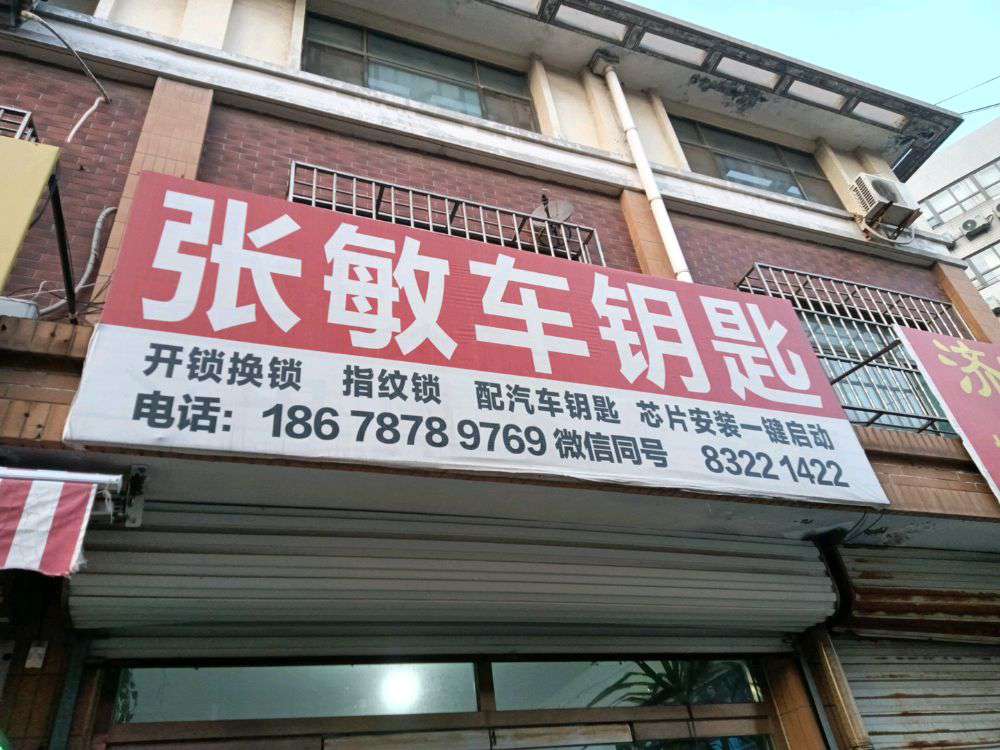 张敏车钥匙
开锁换锁 指纹锁 配汽车钥匙 芯片安装一键启动
电话：186 7878 9769 微信同号 8322 1422
济